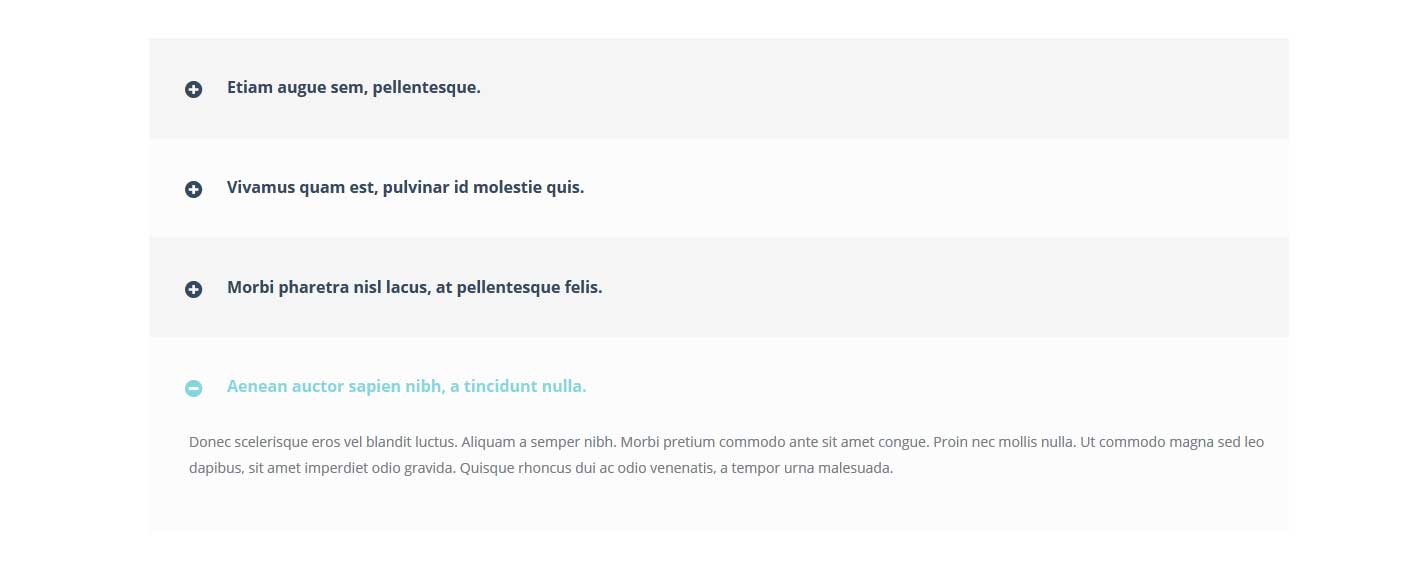 Etiam augue sem, pellentesque.
Vivamus quam est, pulvinar id molestie quis.
Morbi pharetra nisl lacus, at pellentesque felis.
Aenean auctor sapien nibh, a tincidunt nulla.
Donec scelerisque eros vel blandit luctus. Aliquam a semper nibh. Morbi pretium commodo ante sit amet congue. Proin nec mollis nulla. Ut commodo magna sed leo
dapibus, sit amet imperdiet odio gravida. Quisque rhoncus dui ac odio venenatis, a tempor urna malesuada.